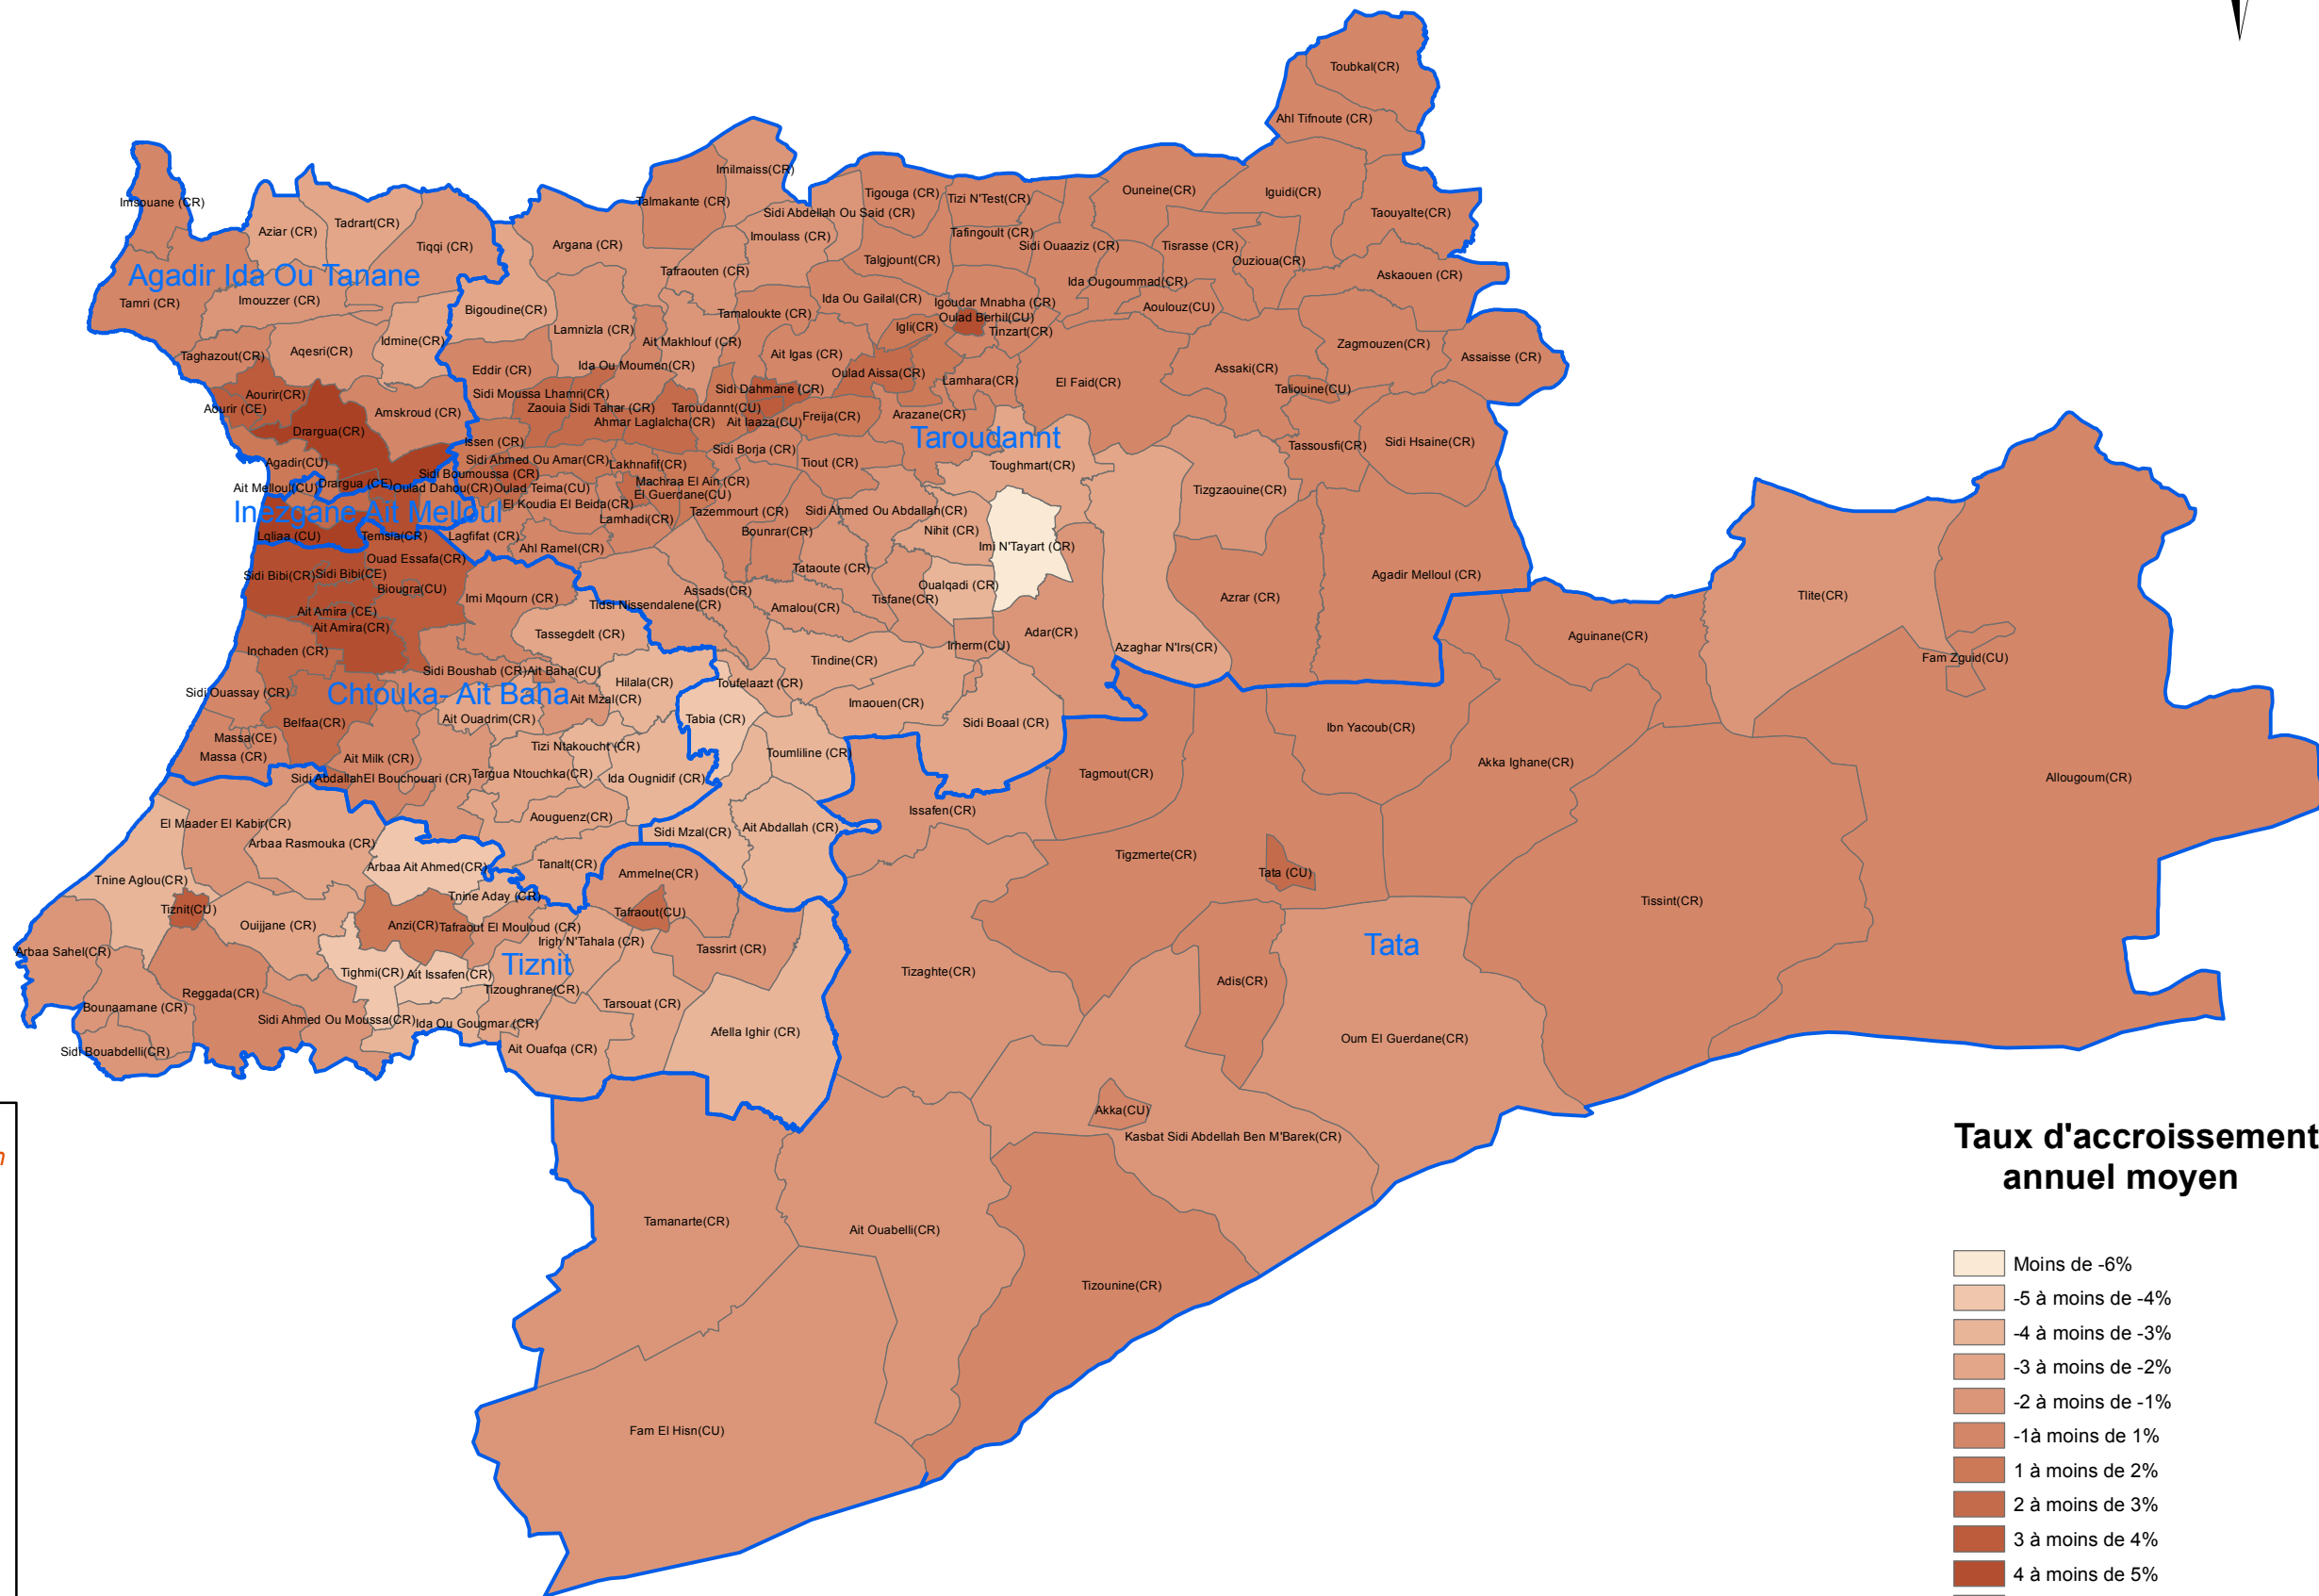 Toubkal(CR)
Ahl Tifnoute (CR)
Imilmaiss(CR)
Talmakante (CR)
Tigouga (CR)
Tizi N'Test(CR)
Ouneine(CR)
Iguidi(CR)
Taouyalte(CR)
Imsouane (CR)
Aziar (CR)
Tadrart(CR)
Tiqqi (CR)
Argana (CR)
Sidi Abdellah Ou Said (CR)
Imoulass (CR)
Tafingoult (CR)
Sidi Ouaaziz (CR)
Tisrasse (CR)
Ouzioua(CR)
Askaouen (CR)
Agadir Ida Ou Tanane
Tafraouten (CR)
Talgjount(CR)
Ida Ougoummad(CR)
Tamri (CR)
Imouzzer (CR)
Bigoudine(CR)
Ida Ou Gailal(CR)
Igoudar Mnabha (CR)
Aoulouz(CU)
Tamaloukte (CR)
Oulad Berhil(CU)
Lamnizla (CR)
Igli(CR)
Tinzart(CR)
Idmine(CR)
Ait Makhlouf (CR)
Zagmouzen(CR)
Taghazout(CR)
Aqesri(CR)
Ait Igas (CR)
Assaisse (CR)
Eddir (CR)
Ida Ou Moumen(CR)
Oulad Aissa(CR)
Lamhara(CR)
El Faid(CR)
Assaki(CR)
Aourir(CR)
Sidi Moussa Lhamri(CR)
Sidi Dahmane (CR)
Taliouine(CU)
Aourir (CE)
Amskroud (CR)
Zaouia Sidi Tahar (CR)
Taroudannt(CU)
Freija(CR)
Arazane(CR)
Ahmar Laglalcha(CR)
Ait Iaaza(CU)
Drargua(CR)
Issen (CR)
Taroudannt
Tassousfi(CR)
Sidi Hsaine(CR)
Agadir(CU)
Sidi Ahmed Ou Amar(CR)
Lakhnafif(CR)
Sidi Borja (CR)
Tiout (CR)
Toughmart(CR)
Sidi Boumoussa (CR)
Ait Melloul(CU)
Drargua (CE)
Oulad Dahou(CR)
Oulad Teima(CU)
Machraa El Ain (CR)
El Guerdane(CU)
Tizgzaouine(CR)
Inezgane Ait Melloul
El Koudia El Beida(CR)
Lamhadi(CR)
Tazemmourt (CR)
Sidi Ahmed Ou Abdallah(CR)
Lqliaa (CU)
Temsia(CR)
Lagfifat (CR)
Ahl Ramel(CR)
Bounrar(CR)
Nihit (CR)
Imi N'Tayart (CR)
Ouad Essafa(CR)
Sidi Bibi(CR)
Sidi Bibi(CE)
Tataoute (CR)
Agadir Melloul (CR)
Biougra(CU)
Imi Mqourn (CR)
Assads(CR)
Oualqadi (CR)
Tlite(CR)
Ait Amira (CE)
Tidsi Nissendalene(CR)
Amalou(CR)
Tisfane(CR)
Azrar (CR)
Ait Amira(CR)
Tassegdelt (CR)
Adar(CR)
Aguinane(CR)
Inchaden (CR)
Tindine(CR)
Irherm(CU)
Azaghar N'Irs(CR)
Fam Zguid(CU)
Sidi Boushab (CR)
Ait Baha(CU)
Hilala(CR)
Toufelaazt (CR)
Sidi Ouassay (CR)
Chtouka- Ait Baha
Ait Mzal(CR)
Imaouen(CR)
Belfaa(CR)
Ait Ouadrim(CR)
Tabia (CR)
Sidi Boaal (CR)
Ibn Yacoub(CR)
Massa(CE)
Tizi Ntakoucht (CR)
Toumliline (CR)
Massa (CR)
Ait Milk (CR)
Akka Ighane(CR)
Sidi AbdallahEl Bouchouari (CR)
Targua Ntouchka(CR)
Ida Ougnidif (CR)
Tagmout(CR)
Allougoum(CR)
Issafen(CR)
El Maader El Kabir(CR)
Aouguenz(CR)
Sidi Mzal(CR)
Ait Abdallah (CR)
Arbaa Rasmouka (CR)
Tigzmerte(CR)
Arbaa Ait Ahmed(CR)
Tanalt(CR)
Ammelne(CR)
Tata (CU)
Tnine Aglou(CR)
Tnine Aday (CR)
Tissint(CR)
Tiznit(CU)
Tafraout(CU)
Ouijjane (CR)
Anzi(CR)
Tafraout El Mouloud (CR)
Irigh N'Tahala (CR)
Tassrirt (CR)
Tata
Arbaa Sahel(CR)
Tiznit
Tighmi(CR)
Ait Issafen(CR)
Tizaghte(CR)
Adis(CR)
Reggada(CR)
Tizoughrane(CR)
Tarsouat (CR)
Bounaamane (CR)
Sidi Ahmed Ou Moussa(CR)
Ida Ou Gougmar(CR)
Afella Ighir (CR)
Oum El Guerdane(CR)
Sidi Bouabdelli(CR)
Ait Ouafqa (CR)
Akka(CU)
Kasbat Sidi Abdellah Ben M'Barek(CR)
Tamanarte(CR)
Ait Ouabelli(CR)
Tizounine(CR)
Fam El Hisn(CU)
Taux d'accroissement
annuel moyen
Moins de -6%
-5 à moins de -4%
-4 à moins de -3%
-3 à moins de -2%
-2 à moins de -1%
-1à moins de 1%
1 à moins de 2%
2 à moins de 3%
3 à moins de 4%
4 à moins de 5%